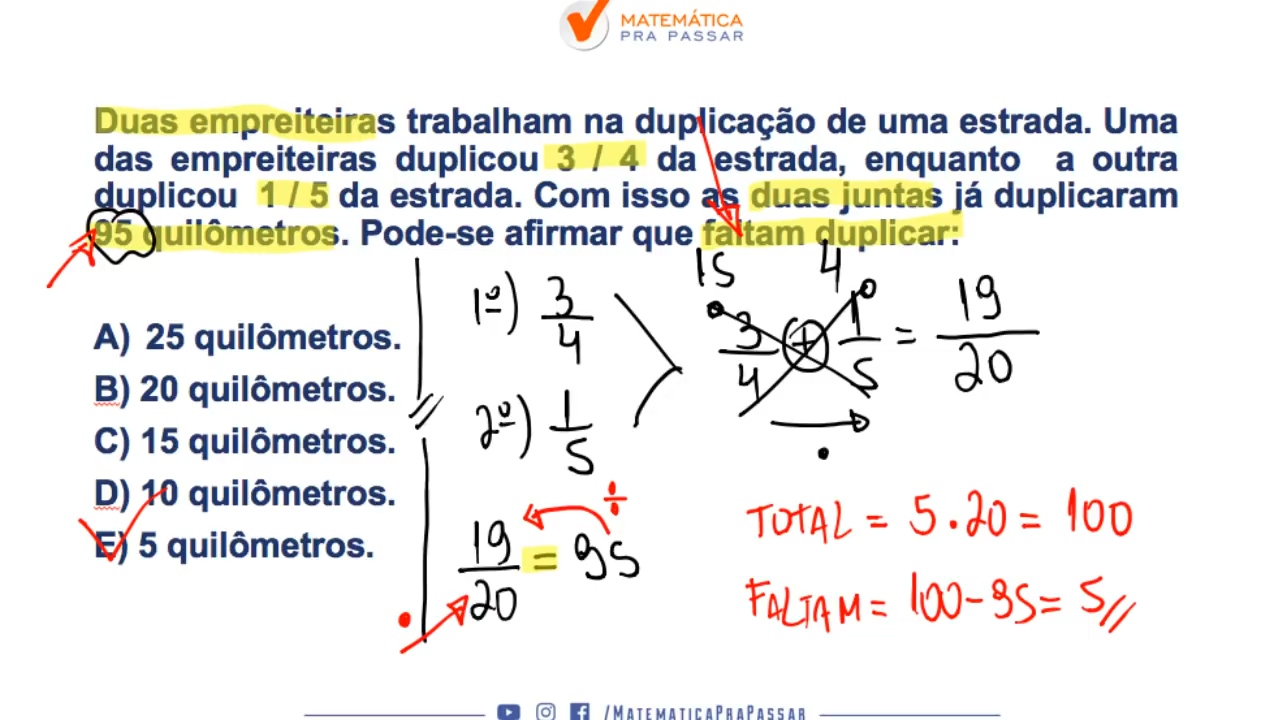 MATEMÁTICA
PRA PASSAR
Duas empreiteiras trabalham na duplicação de uma estrada. Uma
das empreiteiras duplicou 3 / 4 da estrada, enquanto a outra
duplicou 1 / 5 da estrada. Com isso as duas juntas já duplicaram
95 quilômetros. Pode-se afirmar que faltam duplicar:
A) 25 quilômetros.
B) 20 quilômetros.
C) 15 quilômetros.
D) 10 quilômetros.
E) 5 quilômetros.
1º) 3/4
2º) 1/5
15 4
3/4 + 1/5 = 19/20
19/20 = 95
÷
TOTAL = 5.20 = 100
FALTAM = 100-95 = 5//
/MATEMATICAPRAPASSAR